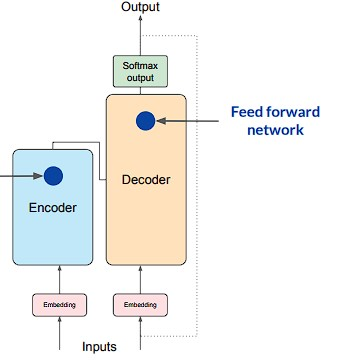 Output
Softmax
output
Feed forward
network
Decoder
Encoder
Embedding
Embedding
Inputs